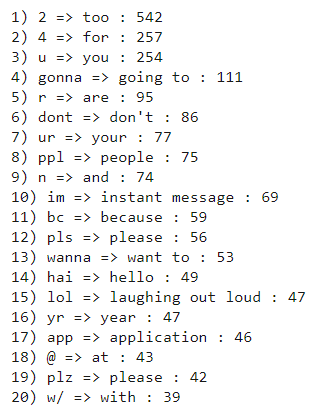 1) 2 => too : 542
2) 4 => for : 257
3) u => you : 254
4) gonna => going to : 111
5) r => are : 95
6) dont => don't : 86
7) ur => your : 77
8) ppl => people : 75
9) n => and : 74
10) im => instant message : 69
11) bc => because : 59
12) pls => please : 56
13) wanna => want to : 53
14) hai => hello : 49
15) lol => laughing out loud : 47
16) yr => year : 47
17) app => application : 46
18) @ => at : 43
19) plz => please : 42
20) w/ => with : 39